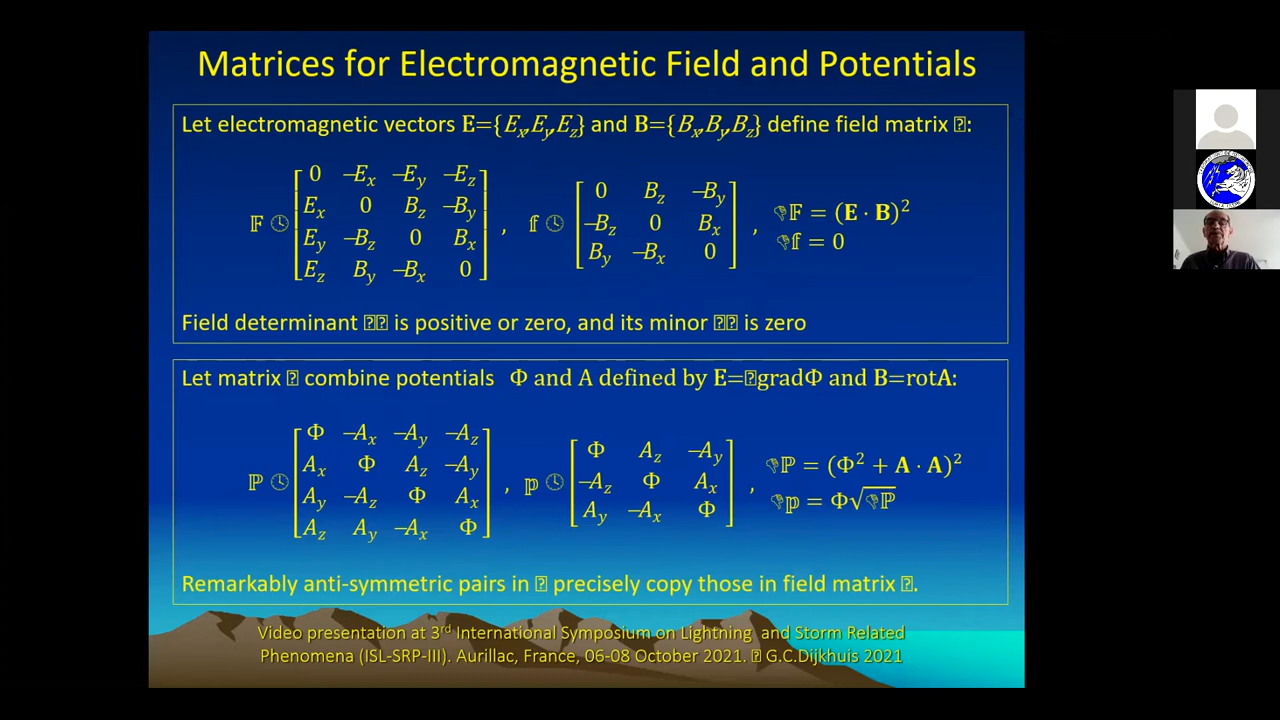 Matrices for Electromagnetic Field and Potentials
Let electromagnetic vectors E={Ex,Ey,Ez} and B={Bx,By,Bz} define field matrix ⍰:
𝔽 🕓 [0 –Ex –Ey –Ez
Ex 0 Bz –By
Ey –Bz 0 Bx
Ez By –Bx 0] , 𝕗 🕓 [0 Bz –By
–Bz 0 Bx
By –Bx 0] , 👎𝔽 = (E · B)²
👎𝕗 = 0
Field determinant ⍰⍰ is positive or zero, and its minor ⍰⍰ is zero
Let matrix ⍰ combine potentials Φ and A defined by E=⍰gradΦ and B=rotA:
ℙ 🕓 [Φ –Ax –Ay –Az
Ax Φ Az –Ay
Ay –Az Φ Ax
Az Ay –Ax Φ] , 𝕡 🕓 [Φ Az –Ay
–Az Φ Ax
Ay –Ax Φ] , 👎ℙ = (Φ² + A · A)²
👎𝕡 = Φ√👎ℙ
Remarkably anti-symmetric pairs in ⍰ precisely copy those in field matrix ⍰.
Video presentation at 3rd International Symposium on Lightning and Storm Related
Phenomena (ISL-SRP-III). Aurillac, France, 06-08 October 2021. ⍰ G.C.Dijkhuis 2021